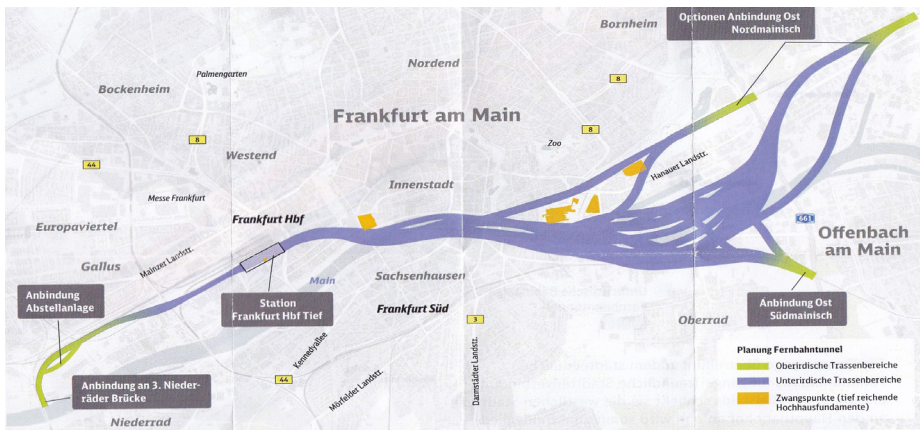 Optionen Anbindung Ost
Nordmainisch
Bornheim
Nordend
Palmengarten
Bockenheim
8
Frankfurt am Main
8
8
44
Zoo
Westend
Hanauer Landstr.
Messe Frankfurt
Innenstadt
Frankfurt Hbf
661
Europaviertel
Offenbach
am Main
Gallus
Mainzer Landstr.
Main
Sachsenhausen
Anbindung
Abstellanlage
Station
Frankfurt Hbf Tief
Frankfurt Süd
Anbindung Ost
Südmainisch
3
Oberrad
Kennedyallee
Darmstädter Landstr.
Planung Fernbahntunnel
Oberirdische Trassenbereiche
Unterirdische Trassenbereiche
Zwangspunkte (tief reichende
Hochhausfundamente)
44
Mörfelder Landstr.
Anbindung an 3. Nieder-
räder Brücke
Niederrad